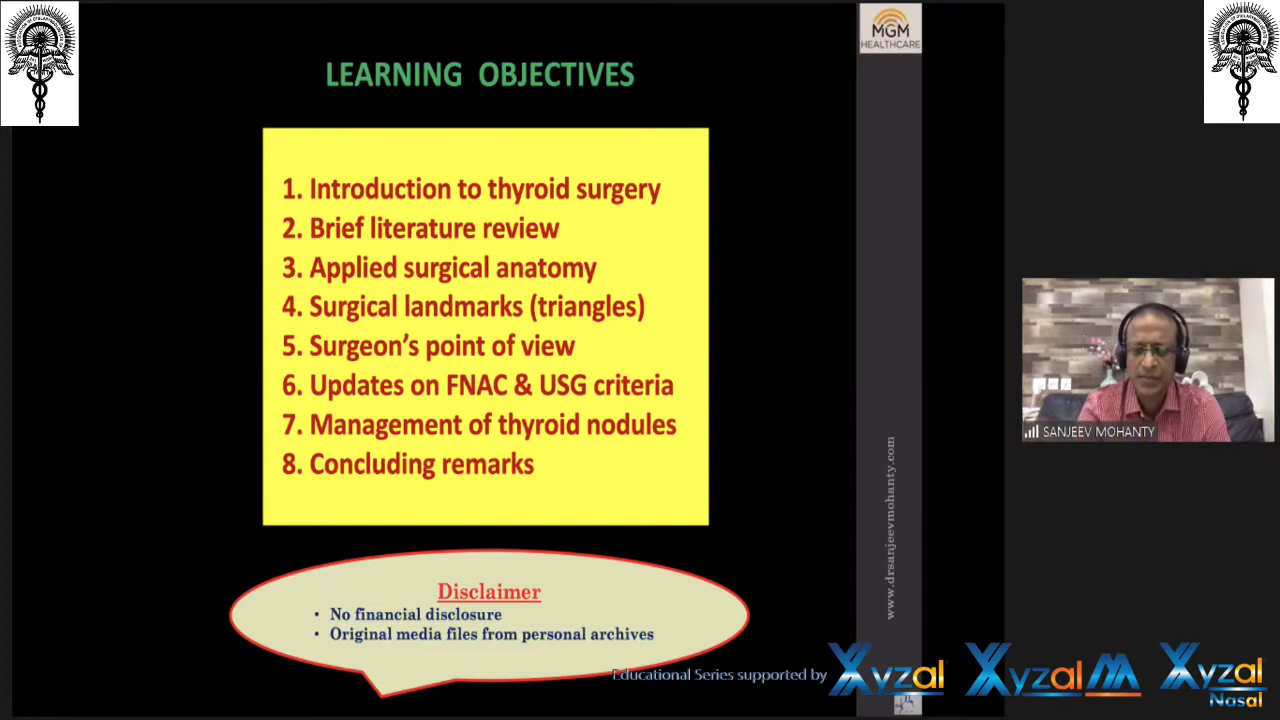 MGM
HEALTHCARE
LEARNING OBJECTIVES
1. Introduction to thyroid surgery
2. Brief literature review
3. Applied surgical anatomy
4. Surgical landmarks (triangles)
5. Surgeon’s point of view
6. Updates on FNAC & USG criteria
7. Management of thyroid nodules
8. Concluding remarks
SANJEEV MOHANTY
www.drsanjeevmohanty.com
Disclaimer
• No financial disclosure
• Original media files from personal archives
Educational Series supported by
Xyzal
Xyzal M
Xyzal
Nasal